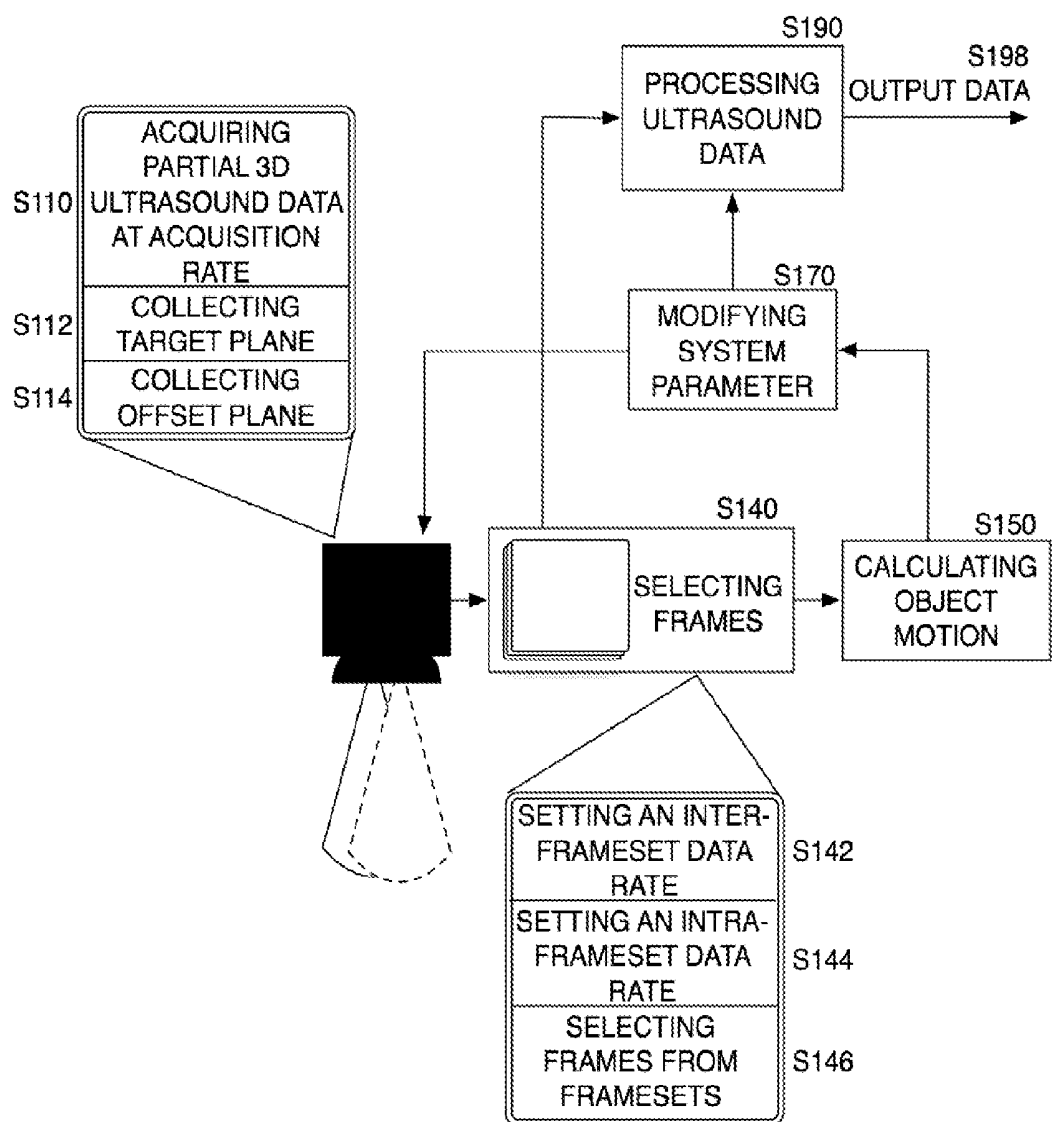 S190
PROCESSING
ULTRASOUND
DATA
S198
OUTPUT DATA
S110
ACQUIRING
PARTIAL 3D
ULTRASOUND DATA
AT ACQUISITION
RATE
S112
COLLECTING
TARGET PLANE
S114
COLLECTING
OFFSET PLANE
S170
MODIFYING
SYSTEM
PARAMETER
S140
SELECTING
FRAMES
S150
CALCULATING
OBJECT
MOTION
SETTING AN INTER-
FRAMESET DATA
RATE
S142
SETTING AN INTRA-
FRAMESET DATA
RATE
S144
SELECTING
FRAMES FROM
FRAMESETS
S146